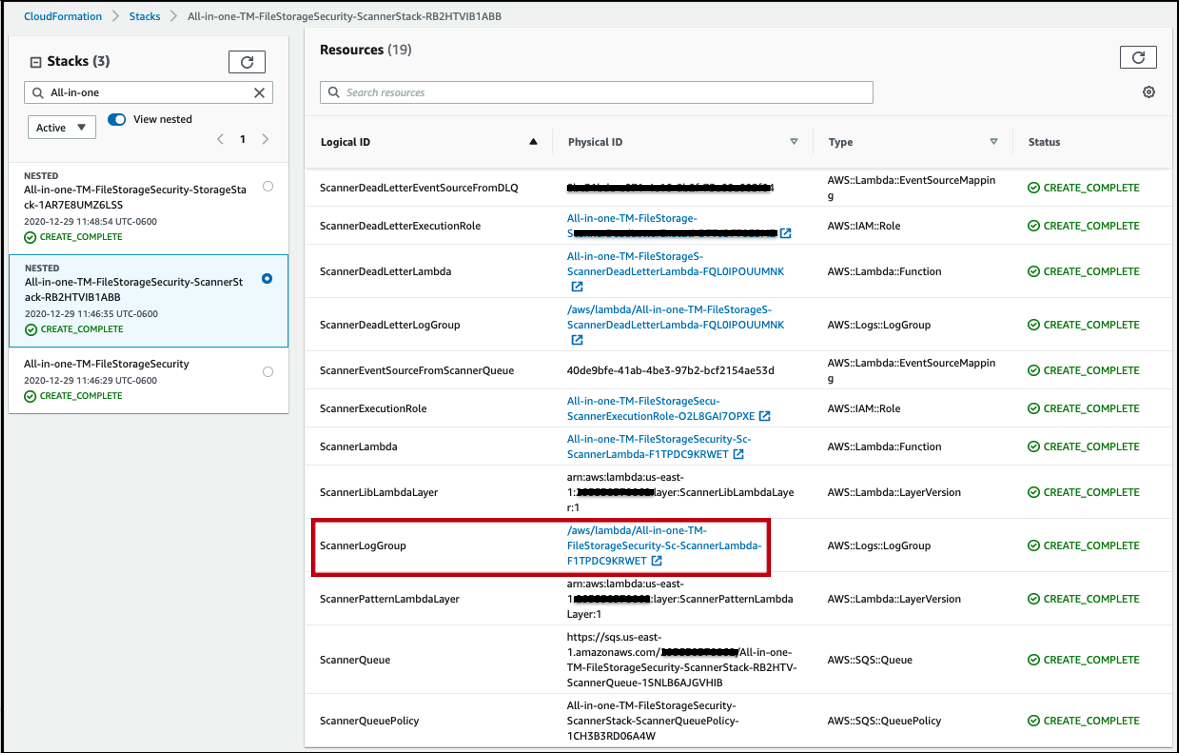 CloudFormation > Stacks > All-in-one-TM-FileStorageSecurity-ScannerStack-RB2HTVIB1ABB
Stacks (3)
All-in-one
Active
View nested
1
NESTED
All-in-one-TM-FileStorageSecurity-StorageSta
ck-1AR7E8UMZ6LSS
2020-12-29 11:48:54 UTC-0600
CREATE_COMPLETE
NESTED
All-in-one-TM-FileStorageSecurity-ScannerSt
ack-RB2HTVIB1ABB
2020-12-29 11:46:35 UTC-0600
CREATE_COMPLETE
All-in-one-TM-FileStorageSecurity
2020-12-29 11:46:29 UTC-0600
CREATE_COMPLETE
Resources (19)
Search resources
Logical ID Physical ID Type Status
ScannerDeadLetterEventSourceFromDLQ
AWS::Lambda::EventSourceMappin
g
CREATE_COMPLETE
ScannerDeadLetterExecutionRole
All-in-one-TM-FileStorage-
AWS::IAM::Role
CREATE_COMPLETE
ScannerDeadLetterLambda
All-in-one-TM-FileStorageS-
ScannerDeadLetterLambda-FQL0IPOUUMNK
AWS::Lambda::Function
CREATE_COMPLETE
ScannerDeadLetterLogGroup
/aws/lambda/All-in-one-TM-FileStorageS-
ScannerDeadLetterLambda-FQL0IPOUUMNK
AWS::Logs::LogGroup
CREATE_COMPLETE
ScannerEventSourceFromScannerQueue
40de9bfe-41ab-4be3-97b2-bcf2154ae53d
AWS::Lambda::EventSourceMappin
g
CREATE_COMPLETE
ScannerExecutionRole
All-in-one-TM-FileStorageSecu-
ScannerExecutionRole-O2L8GAI7OPXE
AWS::IAM::Role
CREATE_COMPLETE
ScannerLambda
All-in-one-TM-FileStorageSecurity-Sc-
ScannerLambda-F1TPDC9KRWET
AWS::Lambda::Function
CREATE_COMPLETE
ScannerLibLambdaLayer
arn:aws:lambda:us-east-
1: layer:ScannerLibLambdaLaye
r:1
AWS::Lambda::LayerVersion
CREATE_COMPLETE
ScannerLogGroup
/aws/lambda/All-in-one-TM-
FileStorageSecurity-Sc-ScannerLambda-
F1TPDC9KRWET
AWS::Logs::LogGroup
CREATE_COMPLETE
ScannerPatternLambdaLayer
arn:aws:lambda:us-east-
1: :layer:ScannerPatternLambda
Layer:1
AWS::Lambda::LayerVersion
CREATE_COMPLETE
ScannerQueue
https://sqs.us-east-
1.amazonaws.com/ /All-in-one-
TM-FileStorageSecurity-ScannerStack-RB2HTV-
ScannerQueue-1SNLB6AJGVHIB
AWS::SQS::Queue
CREATE_COMPLETE
ScannerQueuePolicy
All-in-one-TM-FileStorageSecurity-
ScannerStack-ScannerQueuePolicy-
1CH3B3RD06A4W
AWS::SQS::QueuePolicy
CREATE_COMPLETE